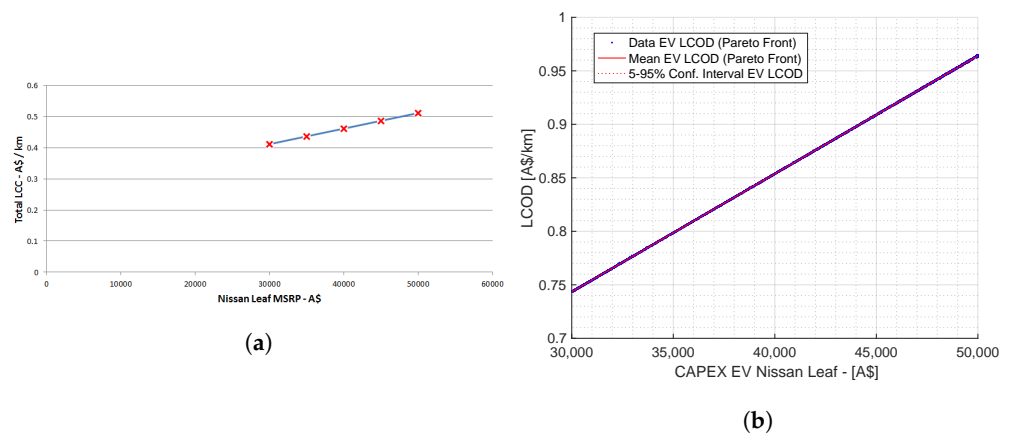 0.6
0.5
0.4
0.3
0.2
0.1
0
Total LCC - A$ / km
0 10000 20000 30000 40000 50000 60000
Nissan Leaf MSRP - A$
(a)
1
0.95
0.9
0.85
0.8
0.75
0.7
LCOD [A$/km]
Data EV LCOD (Pareto Front)
Mean EV LCOD (Pareto Front)
5-95% Conf. Interval EV LCOD
30,000 35,000 40,000 45,000 50,000
CAPEX EV Nissan Leaf - [A$]
(b)